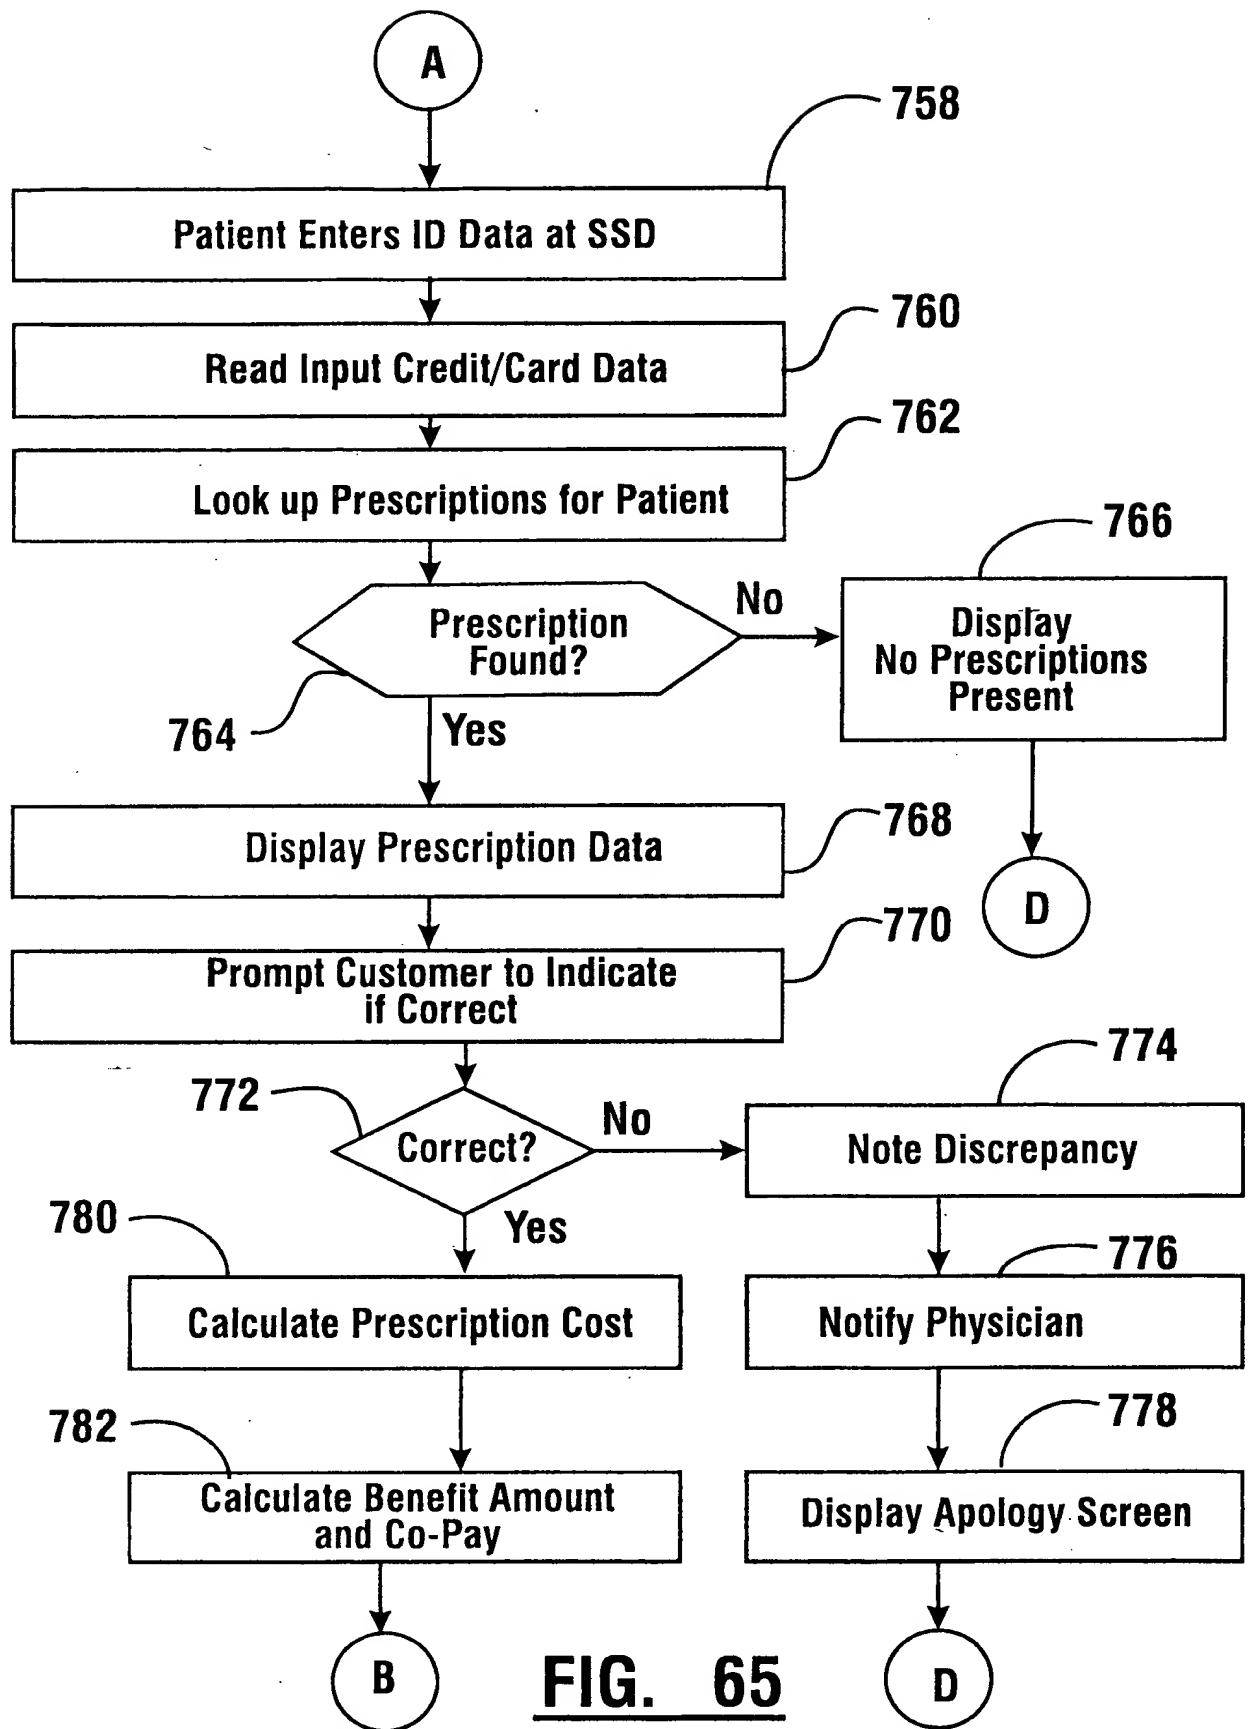 A
758
Patient Enters ID Data at SSD
760
Read Input Credit/Card Data
762
Look up Prescriptions for Patient
766
Prescription
Found?
No
Display
No Prescriptions
Present
764
Yes
768
Display Prescription Data
D
770
Prompt Customer to Indicate
if Correct
774
772
Correct?
No
Note Discrepancy
780
Yes
776
Calculate Prescription Cost
Notify Physician
782
778
Calculate Benefit Amount
and Co-Pay
Display Apology Screen
B
FIG. 65
D